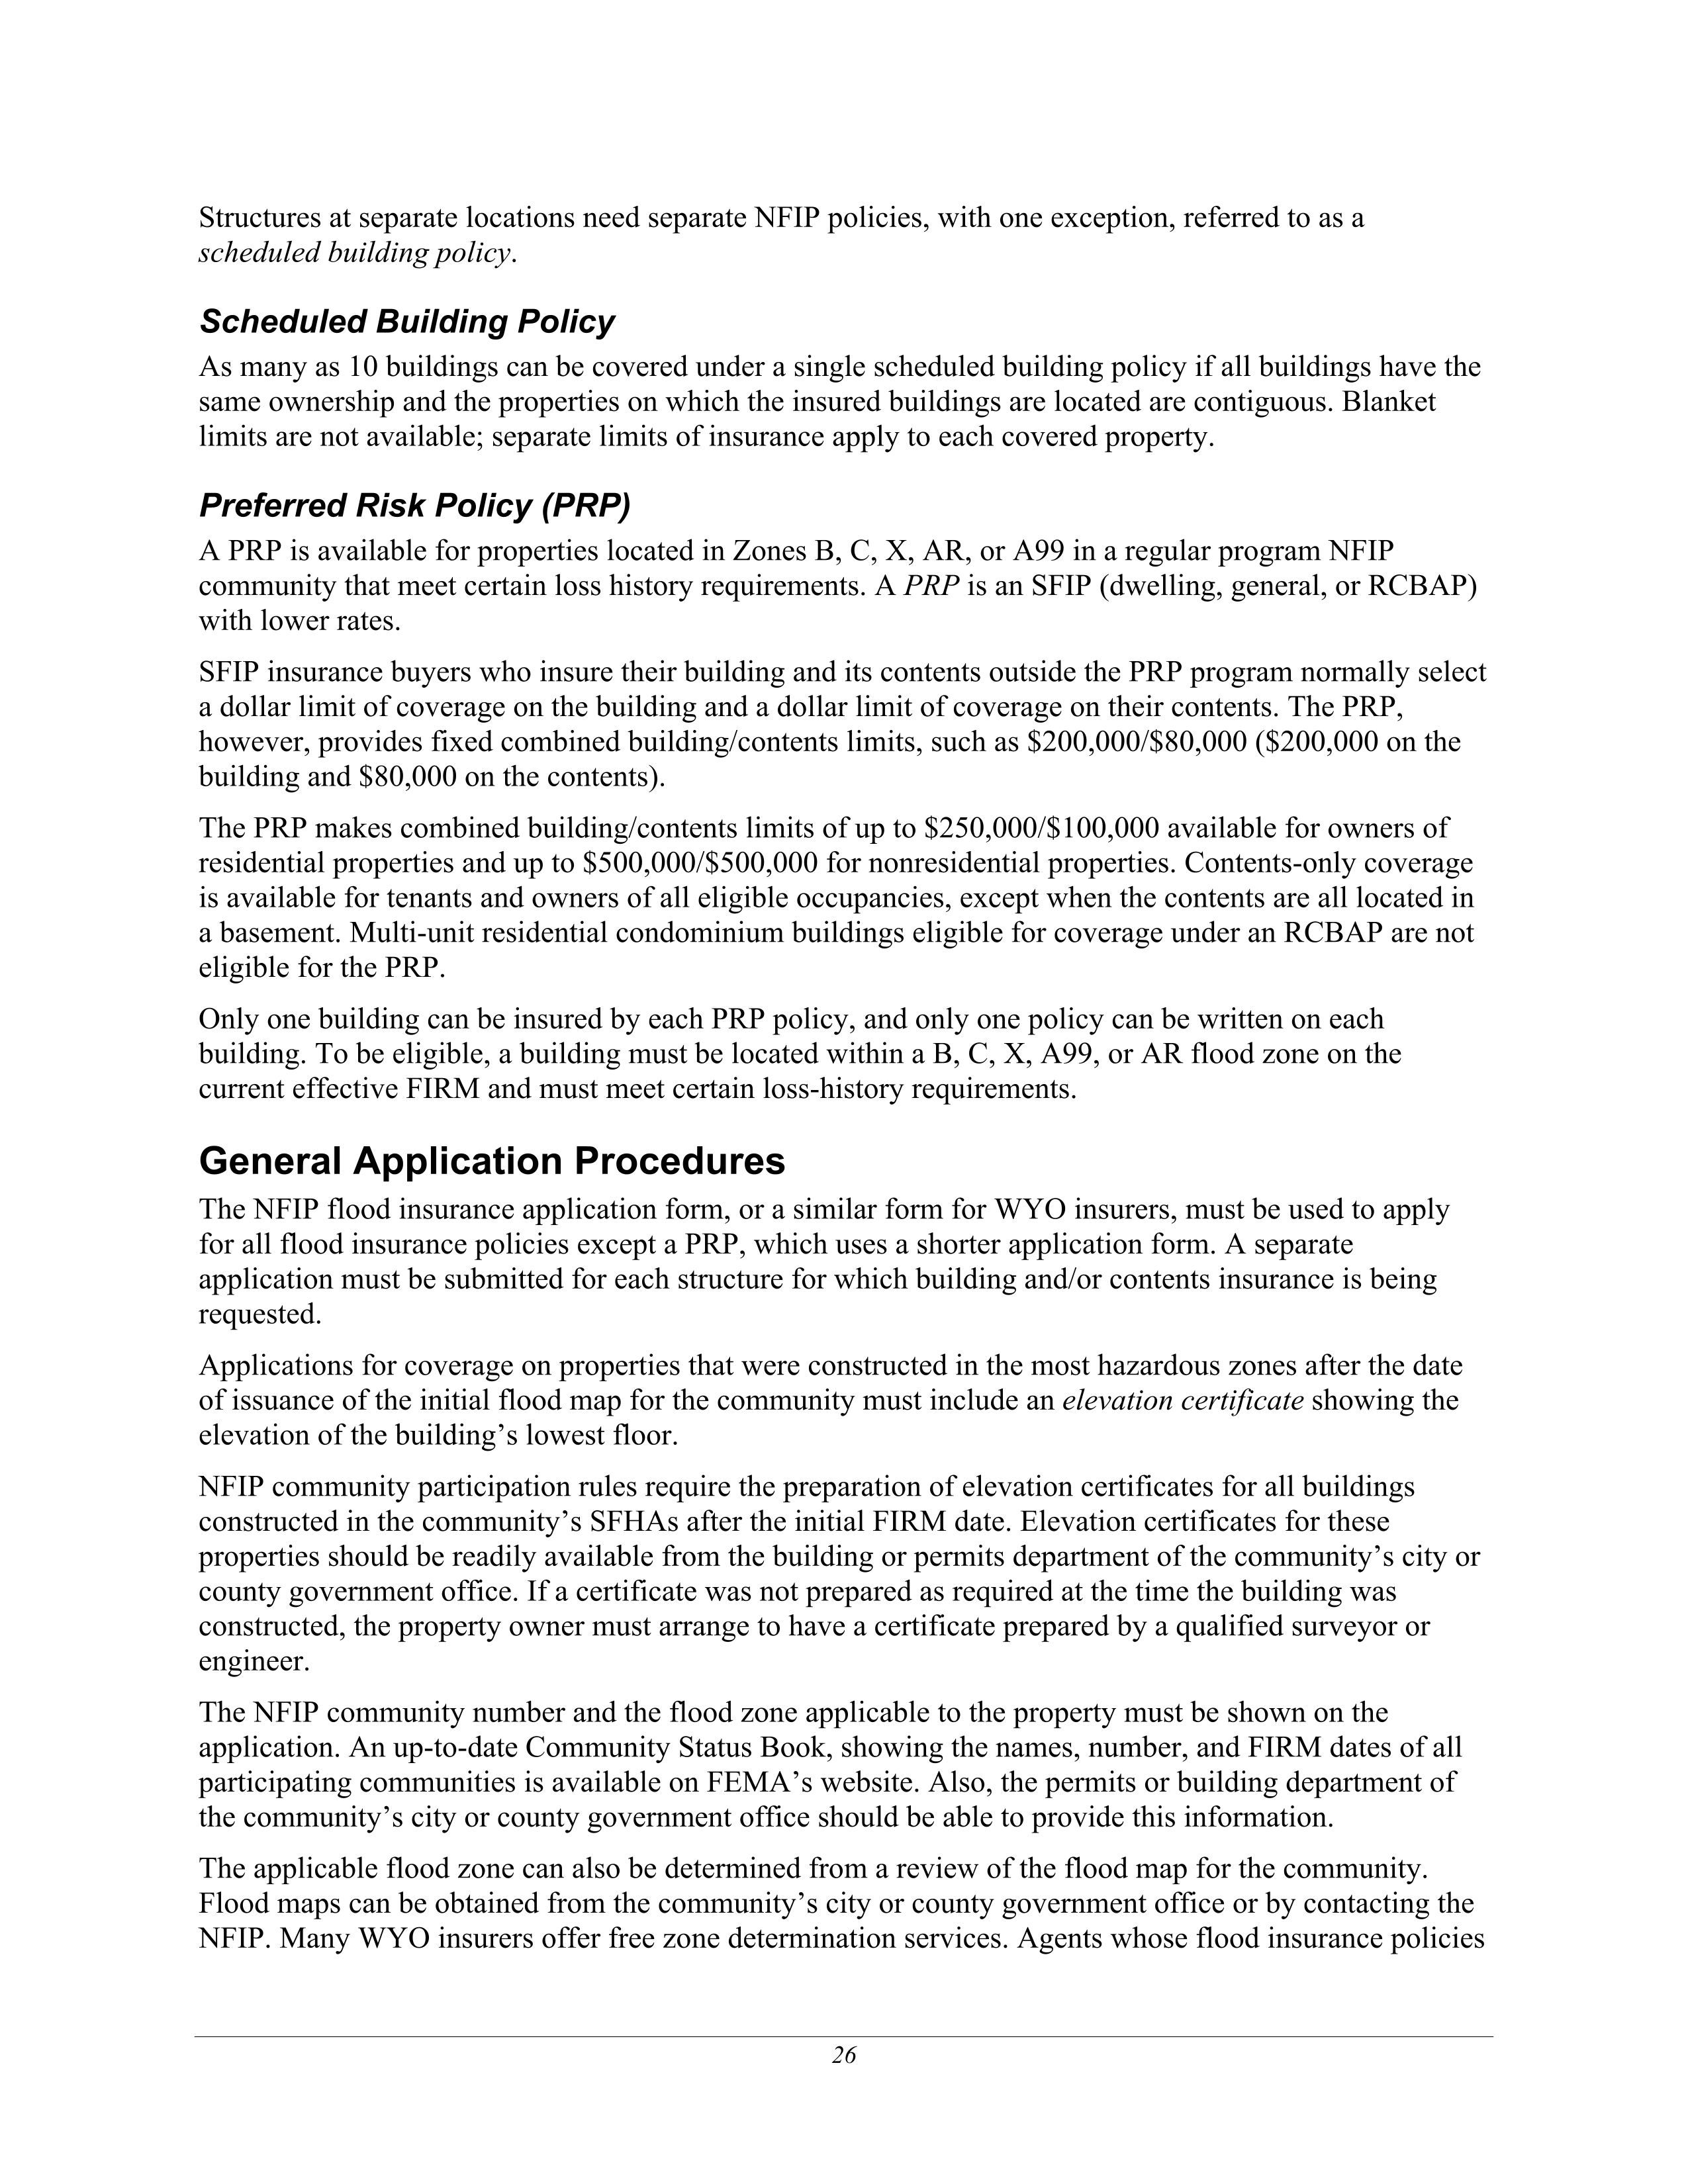 Structures at separate locations need separate NFIP policies, with one exception, referred to as a
scheduled building policy.
Scheduled Building Policy
As many as 10 buildings can be covered under a single scheduled building policy if all buildings have the
same ownership and the properties on which the insured buildings are located are contiguous. Blanket
limits are not available; separate limits of insurance apply to each covered property.
Preferred Risk Policy (PRP)
A PRP is available for properties located in Zones B, C, X, AR, or A99 in a regular program NFIP
community that meet certain loss history requirements. A PRP is an SFIP (dwelling, general, or RCBAP)
with lower rates.
SFIP insurance buyers who insure their building and its contents outside the PRP program normally select
a dollar limit of coverage on the building and a dollar limit of coverage on their contents. The PRP,
however, provides fixed combined building/contents limits, such as $200,000/$80,000 ($200,000 on the
building and $80,000 on the contents).
The PRP makes combined building/contents limits of up to $250,000/$100,000 available for owners of
residential properties and up to $500,000/$500,000 for nonresidential properties. Contents-only coverage
is available for tenants and owners of all eligible occupancies, except when the contents are all located in
a basement. Multi-unit residential condominium buildings eligible for coverage under an RCBAP are not
eligible for the PRP.
Only one building can be insured by each PRP policy, and only one policy can be written on each
building. To be eligible, a building must be located within a B, C, X, A99, or AR flood zone on the
current effective FIRM and must meet certain loss-history requirements.
General Application Procedures
The NFIP flood insurance application form, or a similar form for WYO insurers, must be used to apply
for all flood insurance policies except a PRP, which uses a shorter application form. A separate
application must be submitted for each structure for which building and/or contents insurance is being
requested.
Applications for coverage on properties that were constructed in the most hazardous zones after the date
of issuance of the initial flood map for the community must include an elevation certificate showing the
elevation of the building’s lowest floor.
NFIP community participation rules require the preparation of elevation certificates for all buildings
constructed in the community’s SFHAs after the initial FIRM date. Elevation certificates for these
properties should be readily available from the building or permits department of the community’s city or
county government office. If a certificate was not prepared as required at the time the building was
constructed, the property owner must arrange to have a certificate prepared by a qualified surveyor or
engineer.
The NFIP community number and the flood zone applicable to the property must be shown on the
application. An up-to-date Community Status Book, showing the names, number, and FIRM dates of all
participating communities is available on FEMA’s website. Also, the permits or building department of
the community’s city or county government office should be able to provide this information.
The applicable flood zone can also be determined from a review of the flood map for the community.
Flood maps can be obtained from the community’s city or county government office or by contacting the
NFIP. Many WYO insurers offer free zone determination services. Agents whose flood insurance policies
26